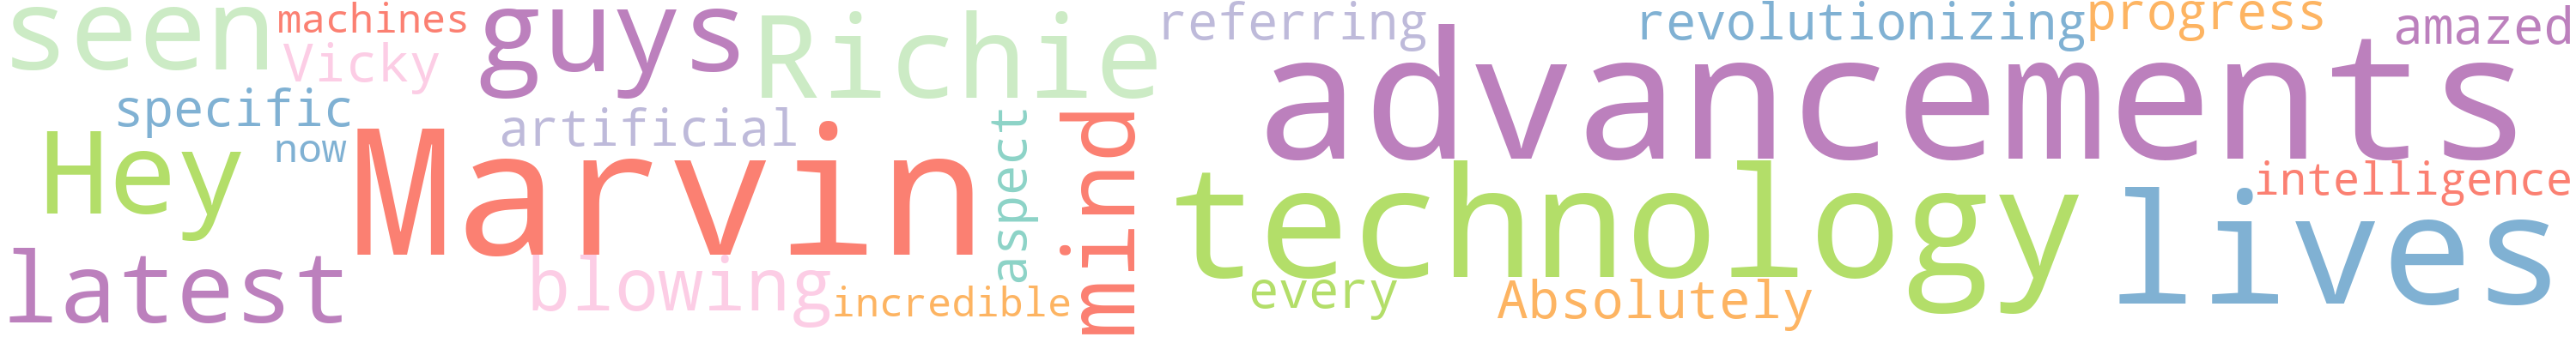 seen
machines
Vicky
guys
Richie
referring
revolutionizing
progress
amazed
specific
Hey
now
Marvin
artificial
aspect
mind
advancements
technology
lives
intelligence
latest
blowing
incredible
every
Absolutely